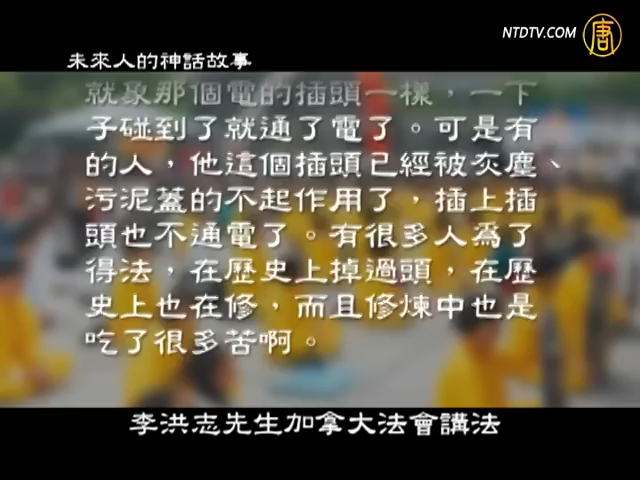 NTDTV.COM
唐
未來人的神話故事
就象那個電的插頭一樣，一下
子碰到了就通了電了。可是有
的人，他這個插頭已經被灰塵、
污泥蓋的不起作用了，插上插
頭也不通電了。有很多人為了
得法，在歷史上掉過頭，在歷
史上也在修，而且修煉中也是
吃了很多苦啊。
李洪志先生加拿大法會講法